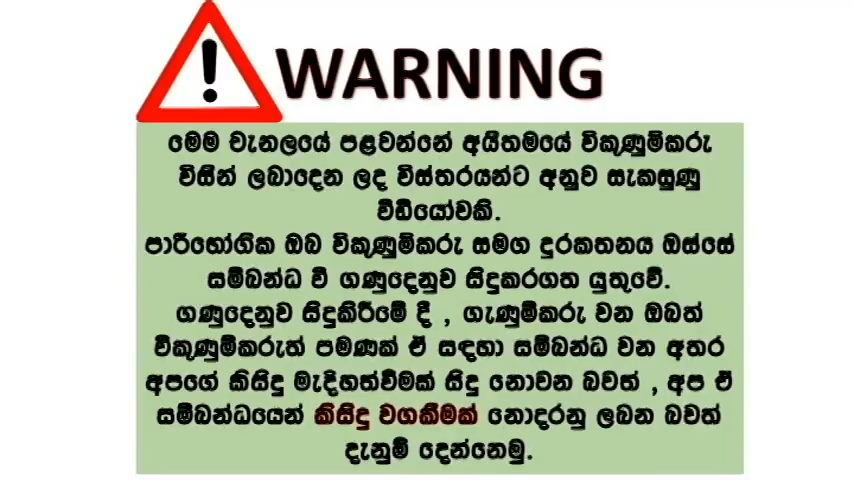 WARNING
මෙම චැනලයේ පළවන්නේ අයිතමයේ විකුණුම්කරු
විසින් ලබාදෙන ලද විස්තරයන්ට අනුව සැකසුණු
වීඩියෝවකි.
පාරිභෝගික ඔබ විකුණුම්කරු සමග දුරකතනය ඔස්සේ
සම්බන්ධ වී ගණුදෙනුව සිදුකරගත යුතුවේ.
ගණුදෙනුව සිදුකිරීමේ දී , ගැණුම්කරු වන ඔබත්
විකුණුම්කරුත් පමණක් ඒ සඳහා සම්බන්ධ වන අතර
අපගේ කිසිදු මැදිහත්වීමක් සිදු නොවන බවත් , අප ඒ
සම්බන්ධයෙන් කිසිදු වගකීමක් නොදරනු ලබන බවත්
දැනුම් දෙන්නෙමු.